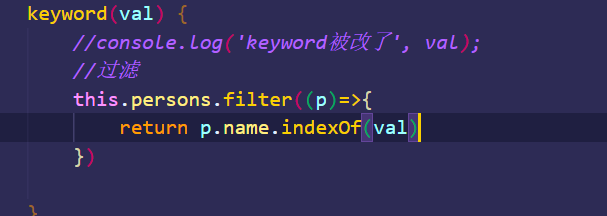 keyword(val) {
//console.log('keyword被改了', val);
//过滤
this.persons.filter((p)=>{
return p.name.indexOf(val)
})
}